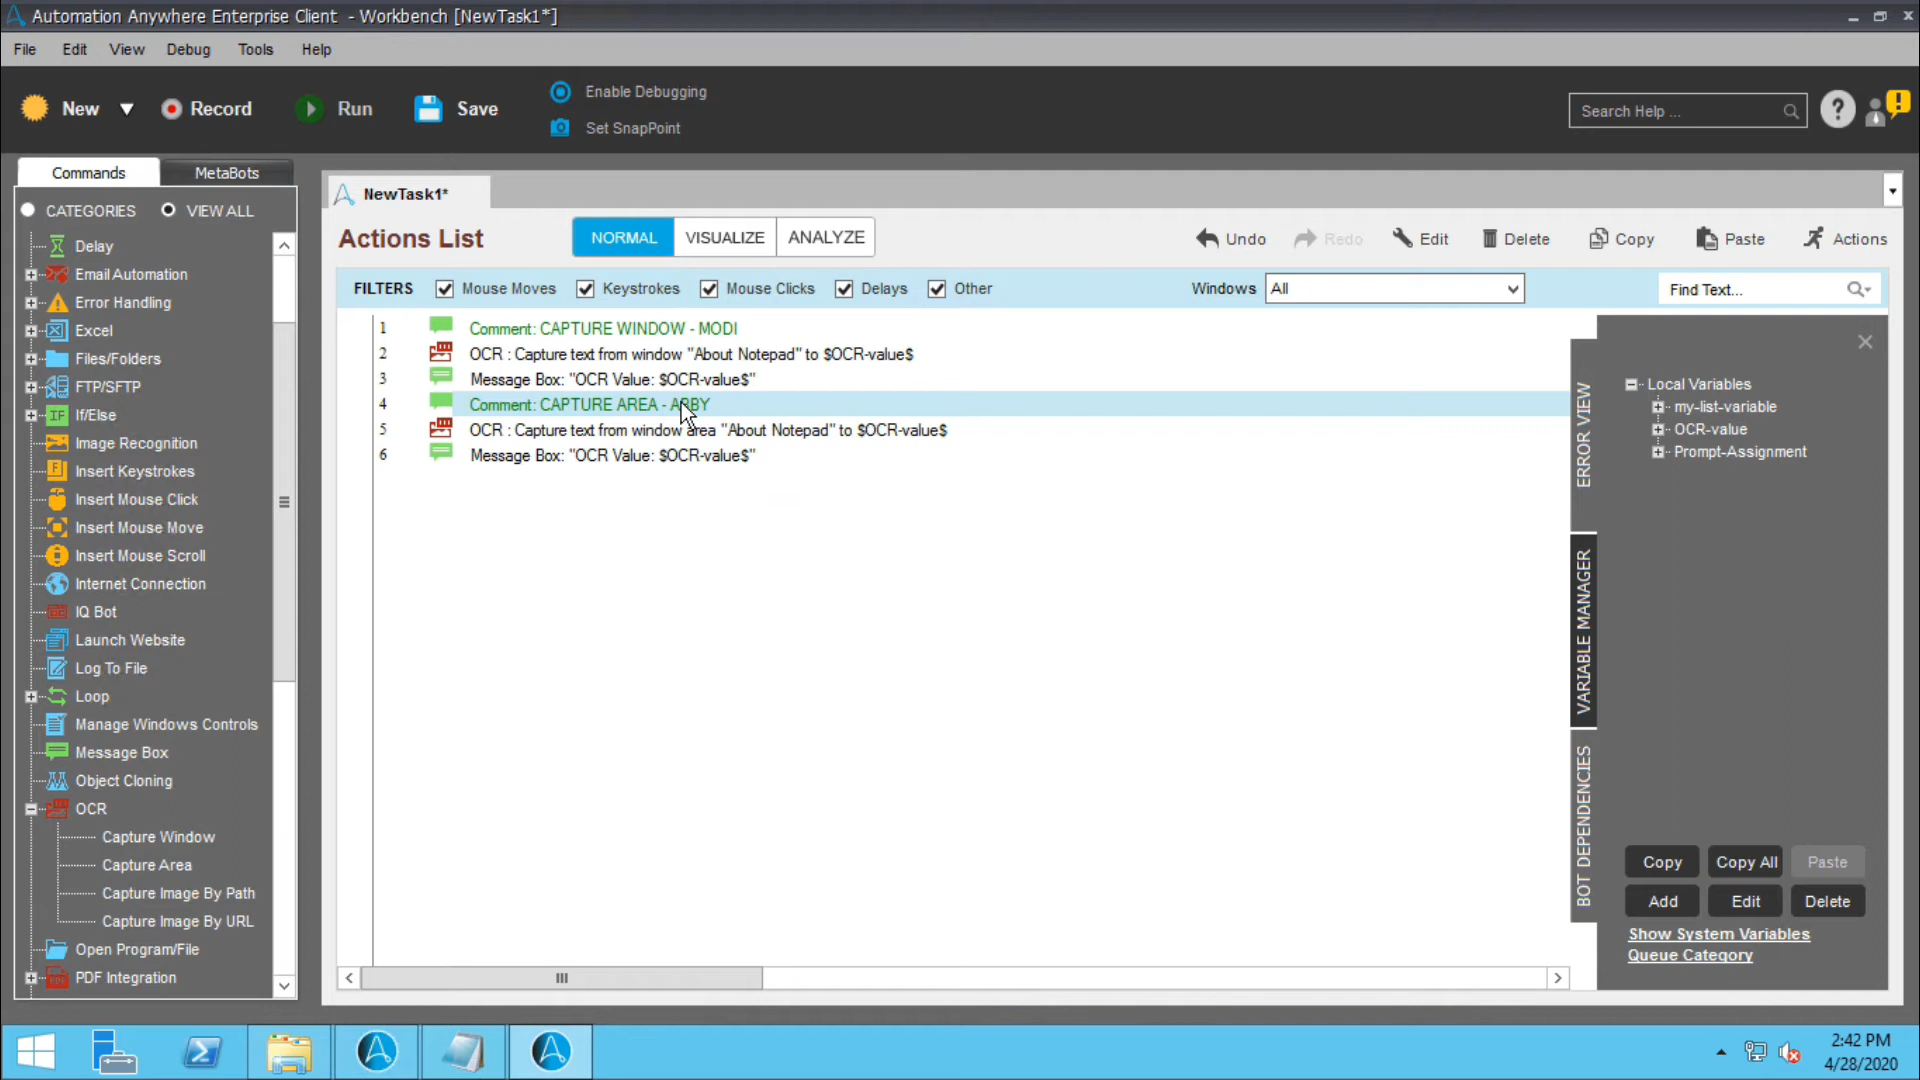 Automation Anywhere Enterprise Client - Workbench [NewTask1*]
File Edit View Debug Tools Help
New Record Run Save
Enable Debugging
Set SnapPoint
Search Help ...
Commands MetaBots
CATEGORIES VIEW ALL
Delay
Email Automation
Error Handling
Excel
Files/Folders
FTP/SFTP
If/Else
Image Recognition
Insert Keystrokes
Insert Mouse Click
Insert Mouse Move
Insert Mouse Scroll
Internet Connection
IQ Bot
Launch Website
Log To File
Loop
Manage Windows Controls
Message Box
Object Cloning
OCR
Capture Window
Capture Area
Capture Image By Path
Capture Image By URL
Open Program/File
PDF Integration
NewTask1*
Actions List NORMAL VISUALIZE ANALYZE Undo Redo Edit Delete Copy Paste Actions
FILTERS Mouse Moves Keystrokes Mouse Clicks Delays Other Windows All Find Text...
1 Comment: CAPTURE WINDOW - MODI
2 OCR : Capture text from window "About Notepad" to $OCR-value$
3 Message Box: "OCR Value: $OCR-value$"
4 Comment: CAPTURE AREA - ABBY
5 OCR : Capture text from window area "About Notepad" to $OCR-value$
6 Message Box: "OCR Value: $OCR-value$"
ERROR VIEW
VARIABLE MANAGER
BOT DEPENDENCIES
Local Variables
my-list-variable
OCR-value
Prompt-Assignment
Copy Copy All Paste
Add Edit Delete
Show System Variables
Queue Category
2:42 PM
4/28/2020